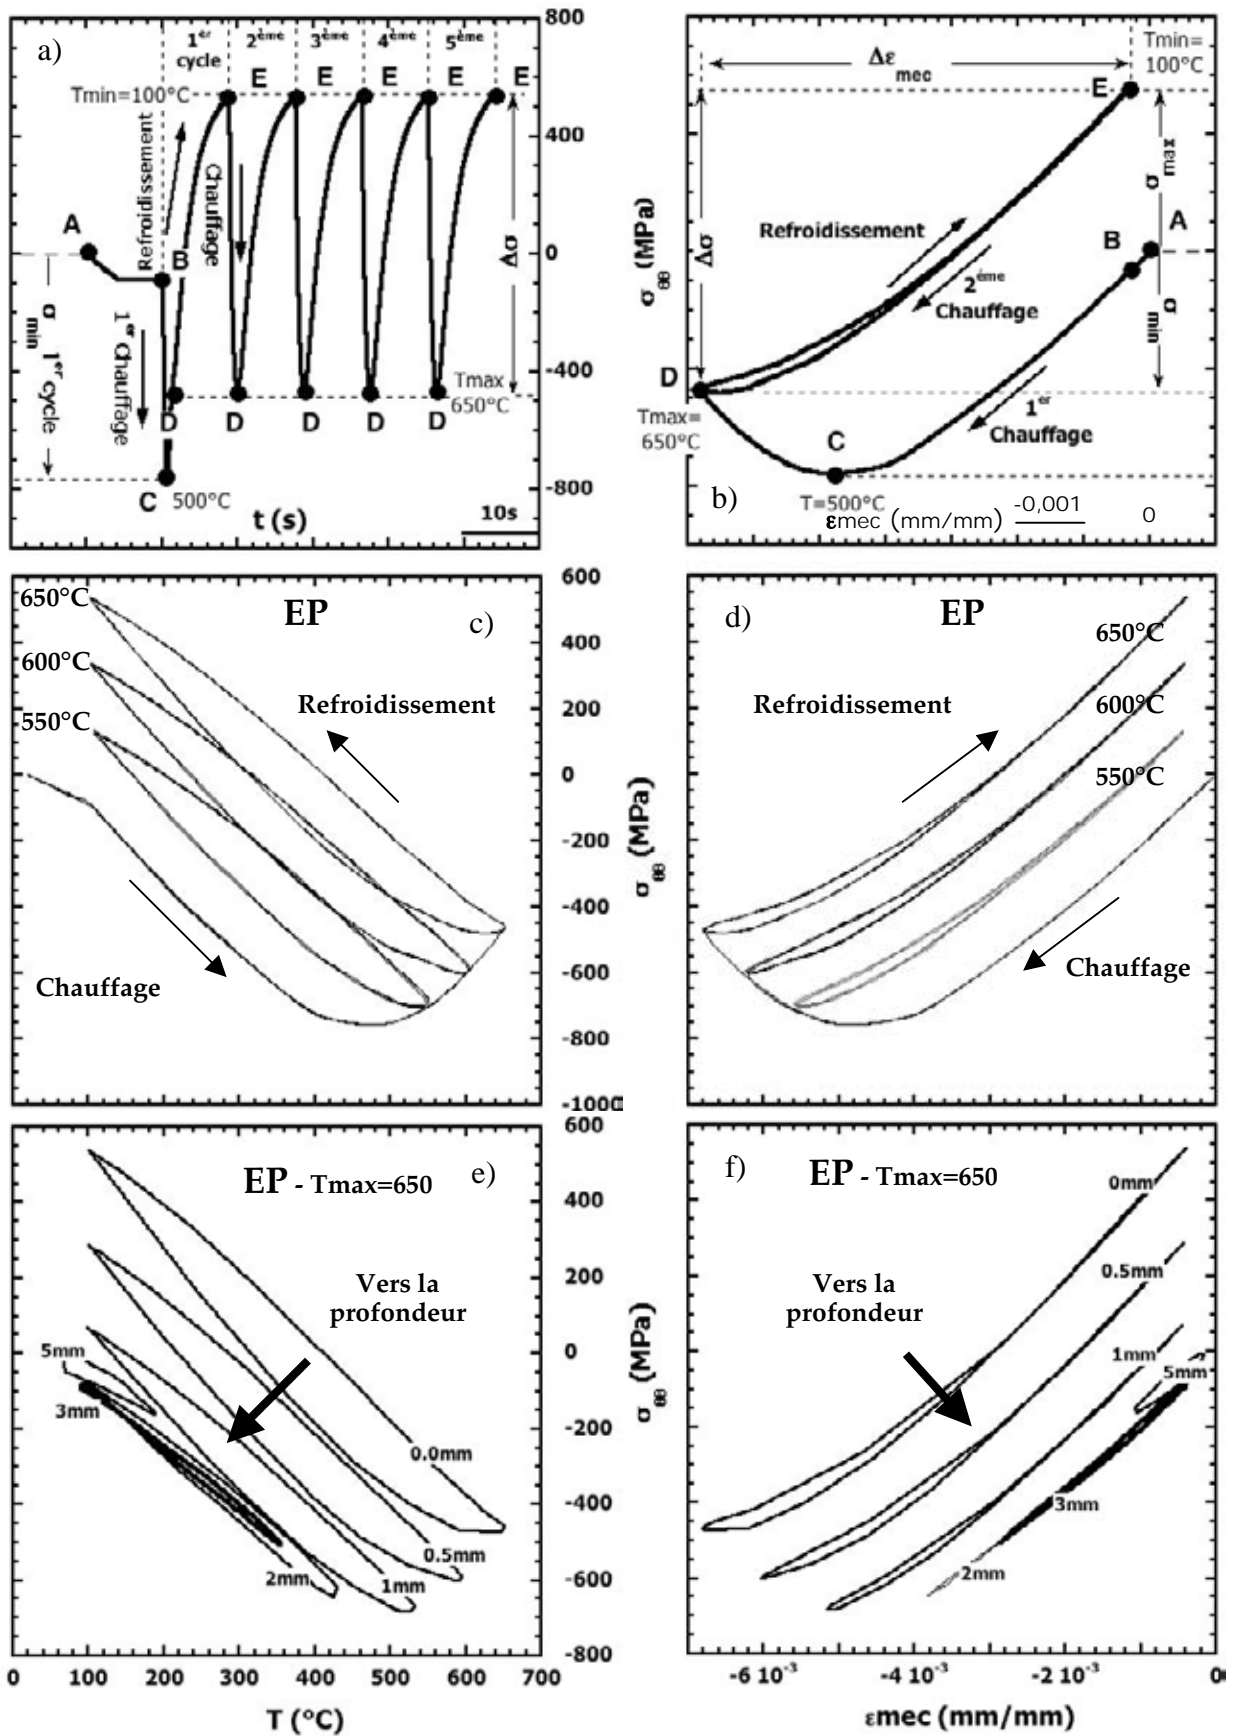 a)
1er cycle
2ème
3ème
4ème
5ème
E
E
E
E
E
Tmin=100°C
Refroidissement
Chauffage
A
B
σmin 1er cycle
1er Chauffage
Δσ
Tmax
650°C
D
D
D
D
D
C
500°C
t (s)
10s
800
400
0
-400
-800
Δεmec
Tmin=
100°C
E
σmax
Δσ
Refroidissement
2ème
Chauffage
B
A
σmin
D
Tmax=
650°C
1er
Chauffage
C
b)
T=500°C
εmec (mm/mm)
-0,001
0
σθθ (MPa)
650°C
EP
c)
600°C
550°C
Refroidissement
Chauffage
600
400
200
0
-200
-400
-600
-800
-1000
σθθ (MPa)
d)
EP
650°C
600°C
550°C
Refroidissement
Chauffage
EP - Tmax=650
e)
Vers la
profondeur
5mm
3mm
0.0mm
0.5mm
2mm
1mm
600
400
200
0
-200
-400
-600
-800
0
100
200
300
400
500
600
700
T (°C)
σθθ (MPa)
f)
EP - Tmax=650
0mm
0.5mm
Vers la
profondeur
1mm
5mm
3mm
2mm
-6 10-3
-4 10-3
-2 10-3
0
εmec (mm/mm)